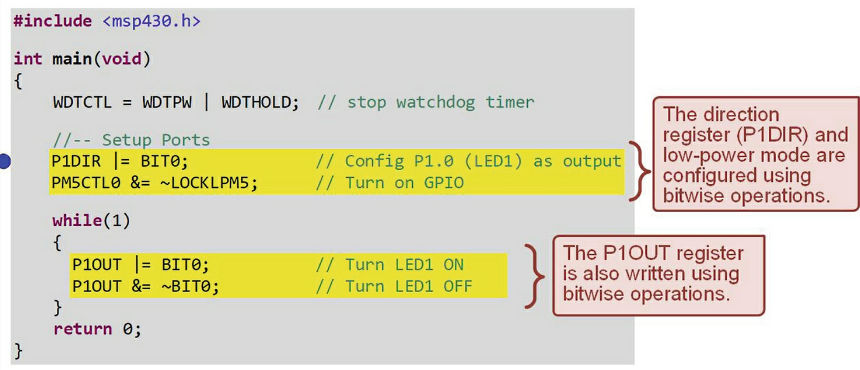 #include <msp430.h>
int main(void)
{
WDTCTL = WDTPW | WDTHOLD; // stop watchdog timer
//-- Setup Ports
P1DIR |= BIT0; // Config P1.0 (LED1) as output
PM5CTL0 &= ~LOCKLPM5; // Turn on GPIO
The direction
register (P1DIR) and
low-power mode are
configured using
bitwise operations.
while(1)
{
P1OUT |= BIT0; // Turn LED1 ON
P1OUT &= ~BIT0; // Turn LED1 OFF
The P1OUT register
is also written using
bitwise operations.
}
return 0;
}